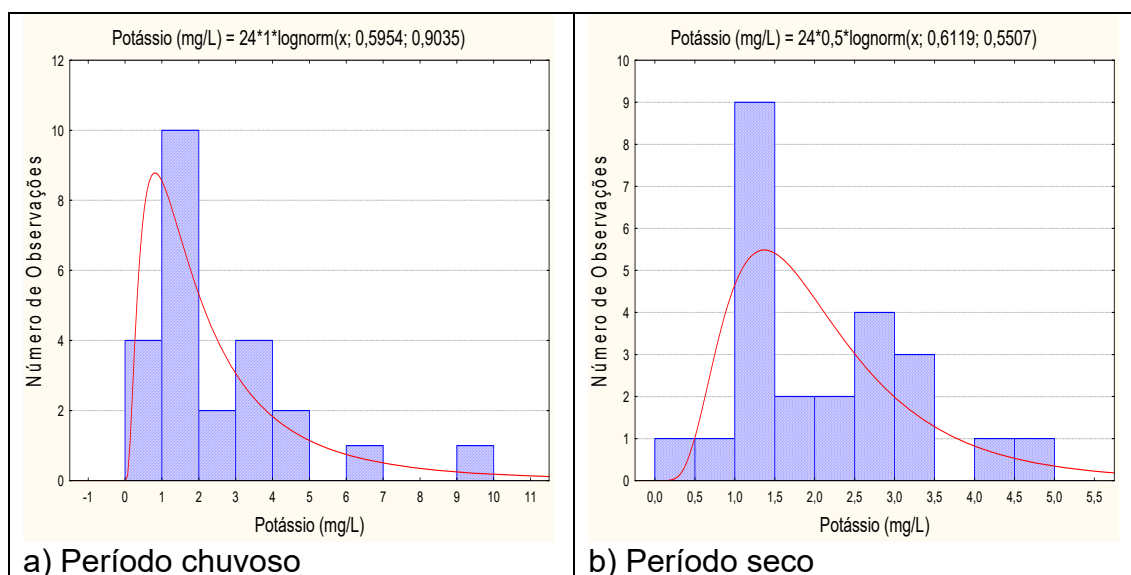 Potássio (mg/L) = 24*1*lognorm(x; 0,5954; 0,9035)
12
10
8
6
4
2
0
Número de Observações
-1 0 1 2 3 4 5 6 7 8 9 10 11
Potássio (mg/L)
a) Período chuvoso
Potássio (mg/L) = 24*0,5*lognorm(x; 0,6119; 0,5507)
10
9
8
7
6
5
4
3
2
1
0
Número de Observações
0,0 0,5 1,0 1,5 2,0 2,5 3,0 3,5 4,0 4,5 5,0 5,5
Potássio (mg/L)
b) Período seco